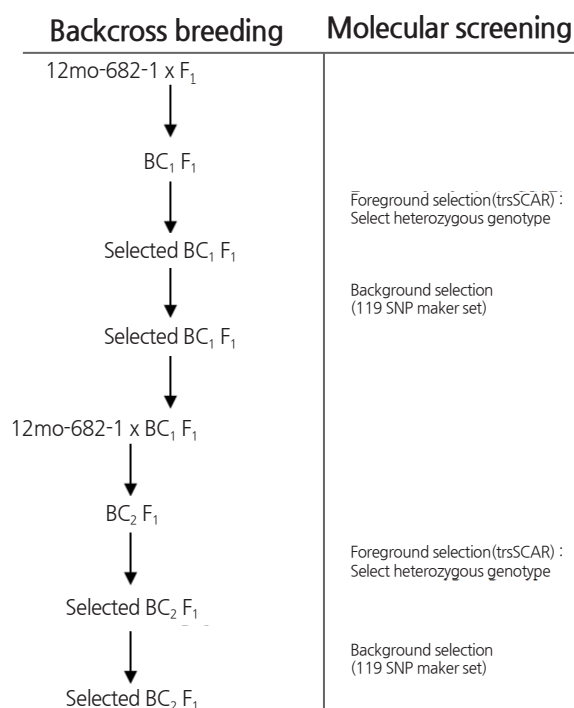 Backcross breeding
Molecular screening
12mo-682-1 x F₁
BC₁ F₁
Foreground selection(trsSCAR) :
Select heterozygous genotype
Selected BC₁ F₁
Background selection
(119 SNP maker set)
Selected BC₁ F₁
12mo-682-1 x BC₁ F₁
BC₂ F₁
Foreground selection(trsSCAR) :
Select heterozygous genotype
Selected BC₂ F₁
Background selection
(119 SNP maker set)
Selected BC₂ F₁